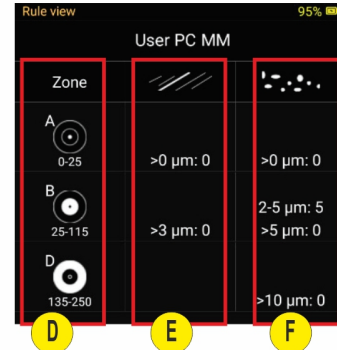 Rule view 95%
User PC MM
Zone
A
0-25 >0 µm: 0 >0 µm: 0
B 2-5 µm: 5
25-115 >3 µm: 0 >5 µm: 0
D
135-250 >10 µm: 0
D E F